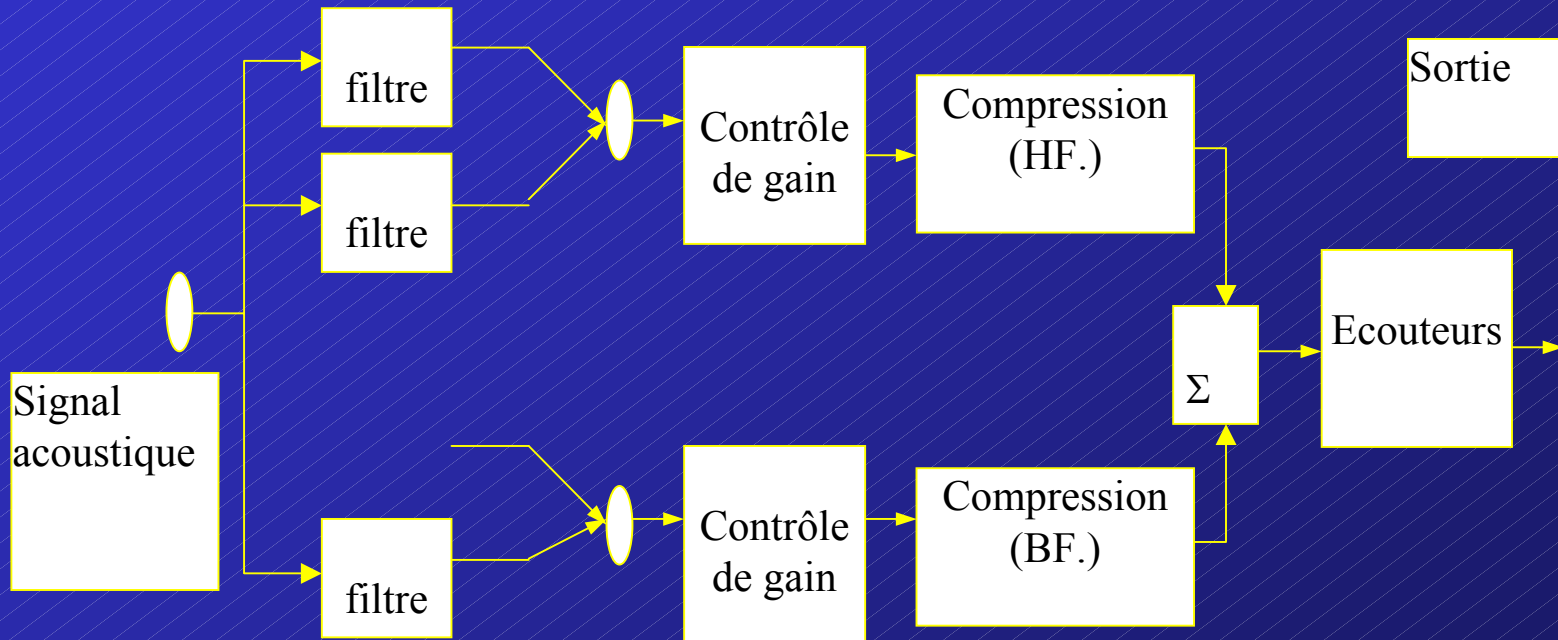 filtre
filtre
Contrôle
de gain
Compression
(HF.)
Sortie
Signal
acoustique
Σ
Ecouteurs
filtre
Contrôle
de gain
Compression
(BF.)